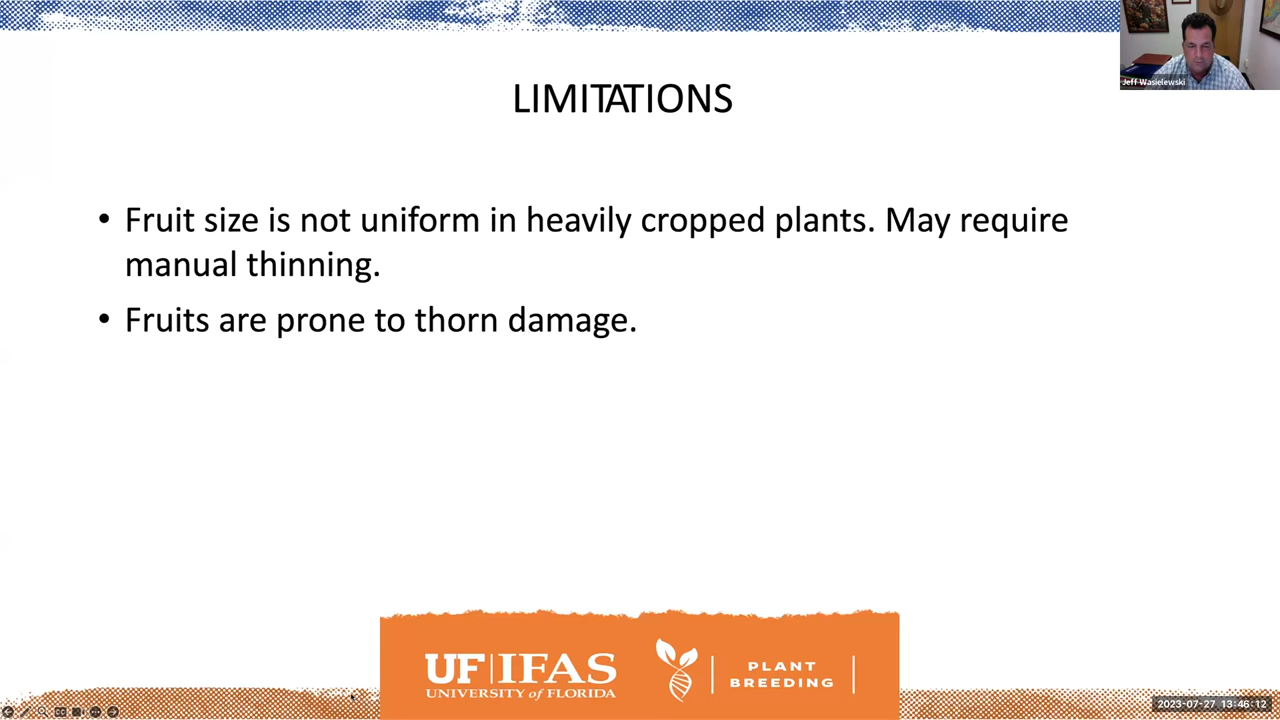 Jeff Wasielewski
LIMITATIONS
• Fruit size is not uniform in heavily cropped plants. May require
manual thinning.
• Fruits are prone to thorn damage.
UF|IFAS
UNIVERSITY of FLORIDA
PLANT
BREEDING
2023-07-27 13:46:12